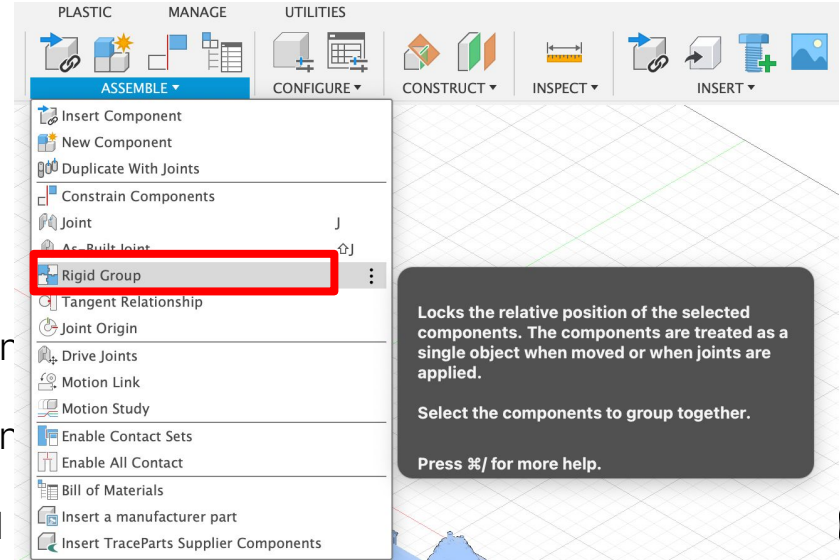 PLASTIC MANAGE UTILITIES
ASSEMBLE CONFIGURE CONSTRUCT INSPECT INSERT
Insert Component
New Component
Duplicate With Joints
Constrain Components
Joint J
As-Built Joint ⇧J
Rigid Group
Tangent Relationship
Joint Origin
Drive Joints
Motion Link
Motion Study
Enable Contact Sets
Enable All Contact
Bill of Materials
Insert a manufacturer part
Insert TraceParts Supplier Components
Locks the relative position of the selected
components. The components are treated as a
single object when moved or when joints are
applied.
Select the components to group together.
Press ⌘/ for more help.